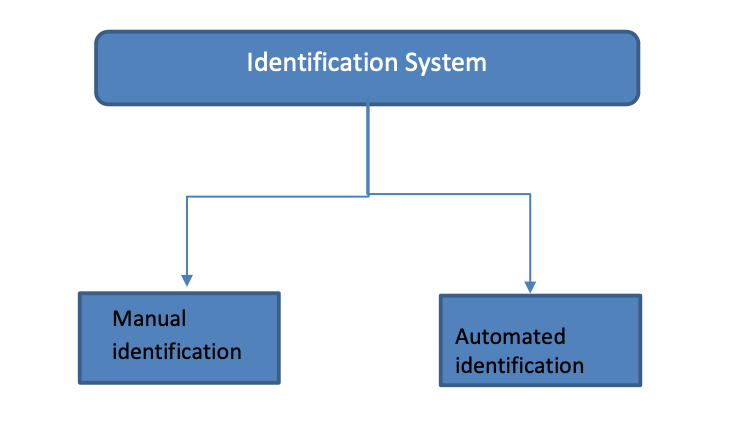 Identification System
Manual
identification
Automated
identification